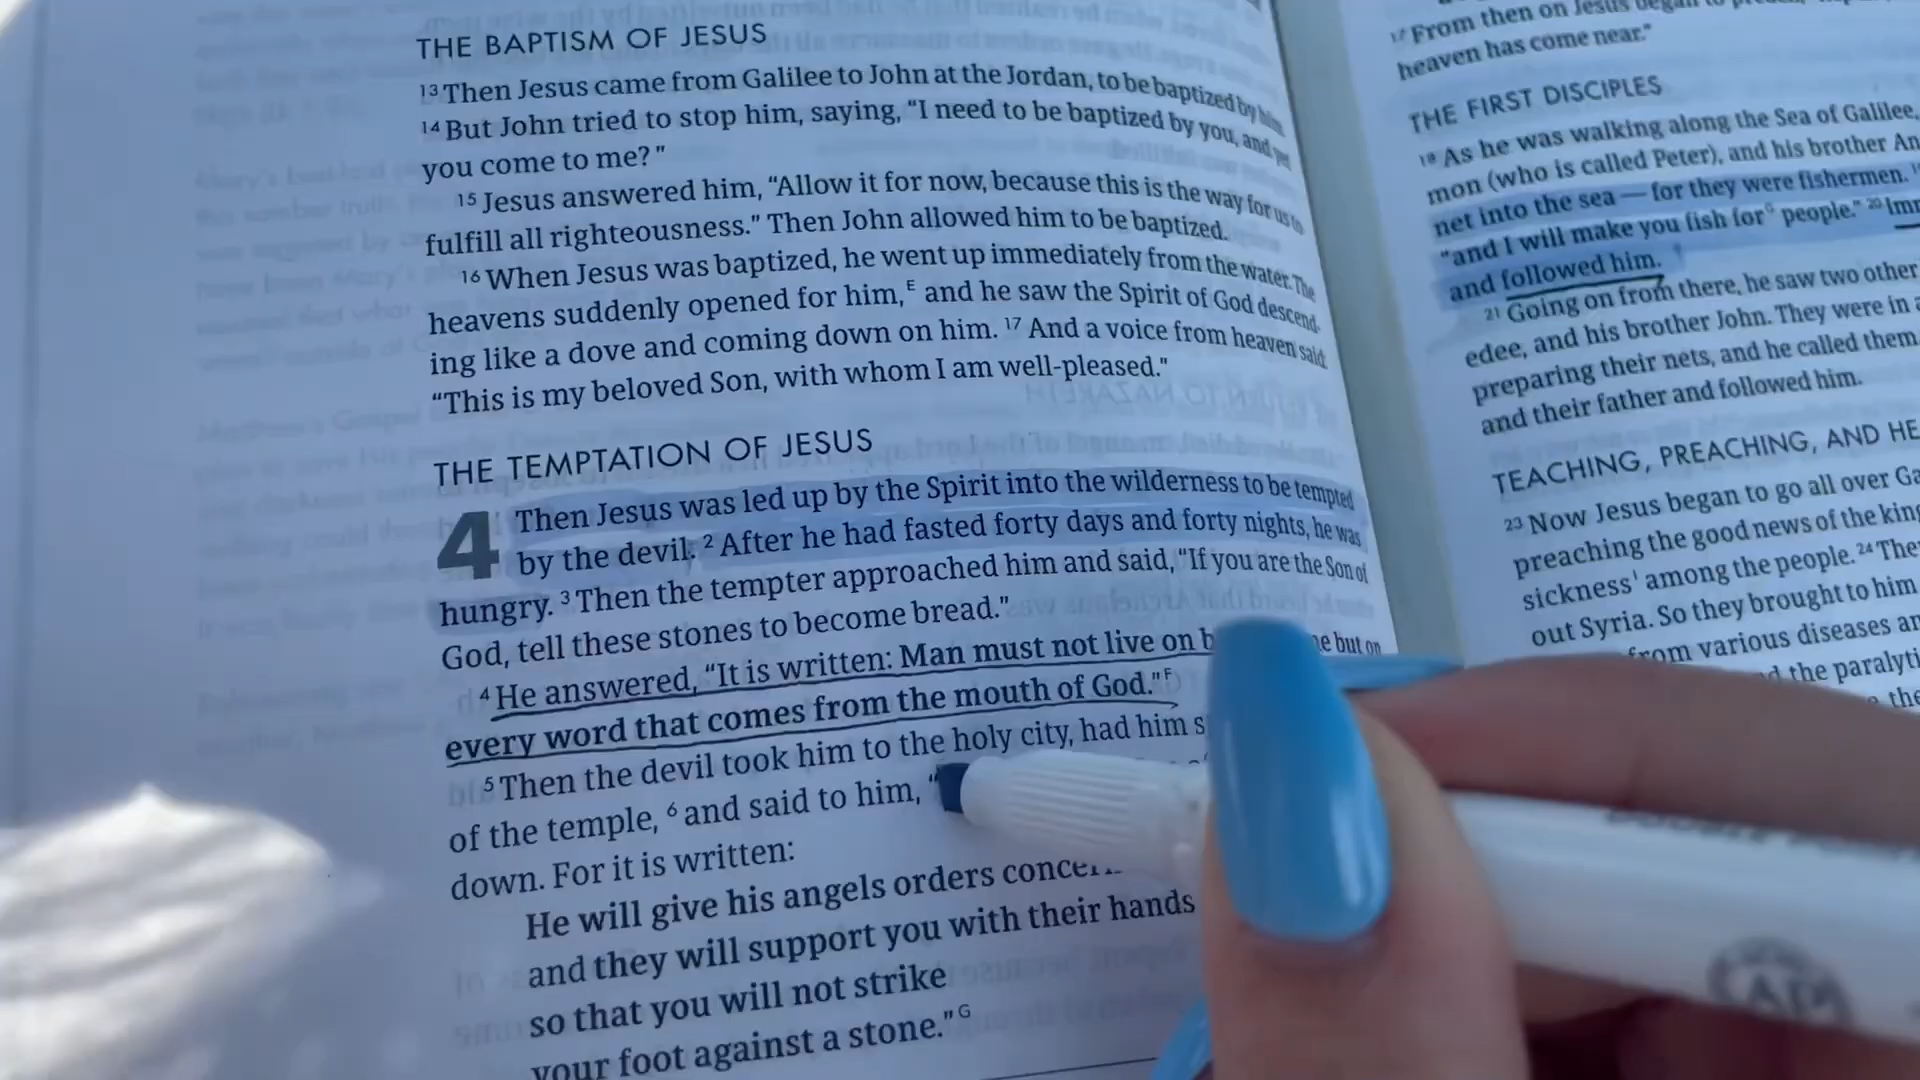 THE BAPTISM OF JESUS
13 Then Jesus came from Galilee to John at the Jordan, to be baptized by him.
14 But John tried to stop him, saying, “I need to be baptized by you, and yet
you come to me?”
15 Jesus answered him, “Allow it for now, because this is the way for us to
fulfill all righteousness.” Then John allowed him to be baptized.
16 When Jesus was baptized, he went up immediately from the water. The
heavens suddenly opened for him,E and he saw the Spirit of God descend-
ing like a dove and coming down on him. 17 And a voice from heaven said
“This is my beloved Son, with whom I am well-pleased.”
THE TEMPTATION OF JESUS
4 Then Jesus was led up by the Spirit into the wilderness to be tempted
by the devil. 2 After he had fasted forty days and forty nights, he was
hungry. 3 Then the tempter approached him and said, “If you are the Son of
God, tell these stones to become bread.”
4 He answered, “It is written: Man must not live on but on
every word that comes from the mouth of God.”F
5 Then the devil took him to the holy city, had him
of the temple, 6 and said to him, “
down. For it is written:
He will give his angels orders
and they will support you with their hands
so that you will not strike
your foot against a stone.”G
17 From then on Jesus began to
heaven has come near.”
THE FIRST DISCIPLES
18 As he was walking along the Sea of Galilee,
mon (who is called Peter), and his brother An
net into the sea — for they were fishermen.
“and I will make you fish for people.” 20 Imm
and followed him.
21 Going on from there, he saw two other
edee, and his brother John. They were in a
preparing their nets, and he called them
and their father and followed him.
TEACHING, PREACHING, AND HE
23 Now Jesus began to go all over Ga
preaching the good news of the king
sickness among the people. 24 The
out Syria. So they brought to him
from various diseases an
the paralyti
the